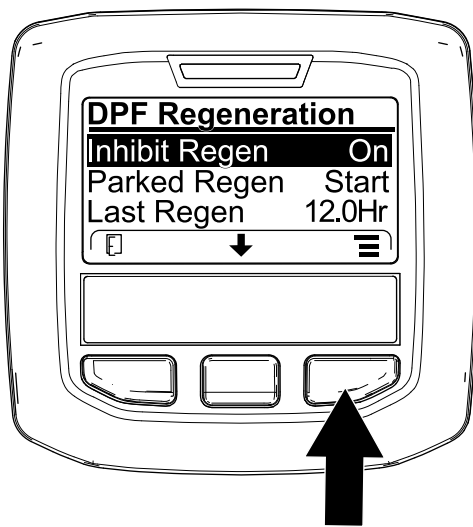 DPF Regeneration
Inhibit Regen On
Parked Regen Start
Last Regen 12.0Hr